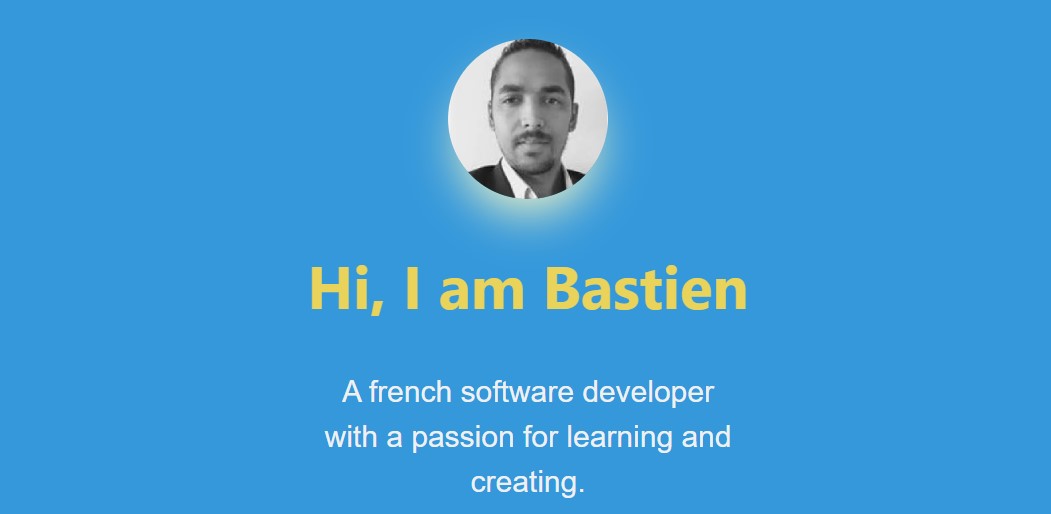 Hi, I am Bastien
A french software developer
with a passion for learning and
creating.